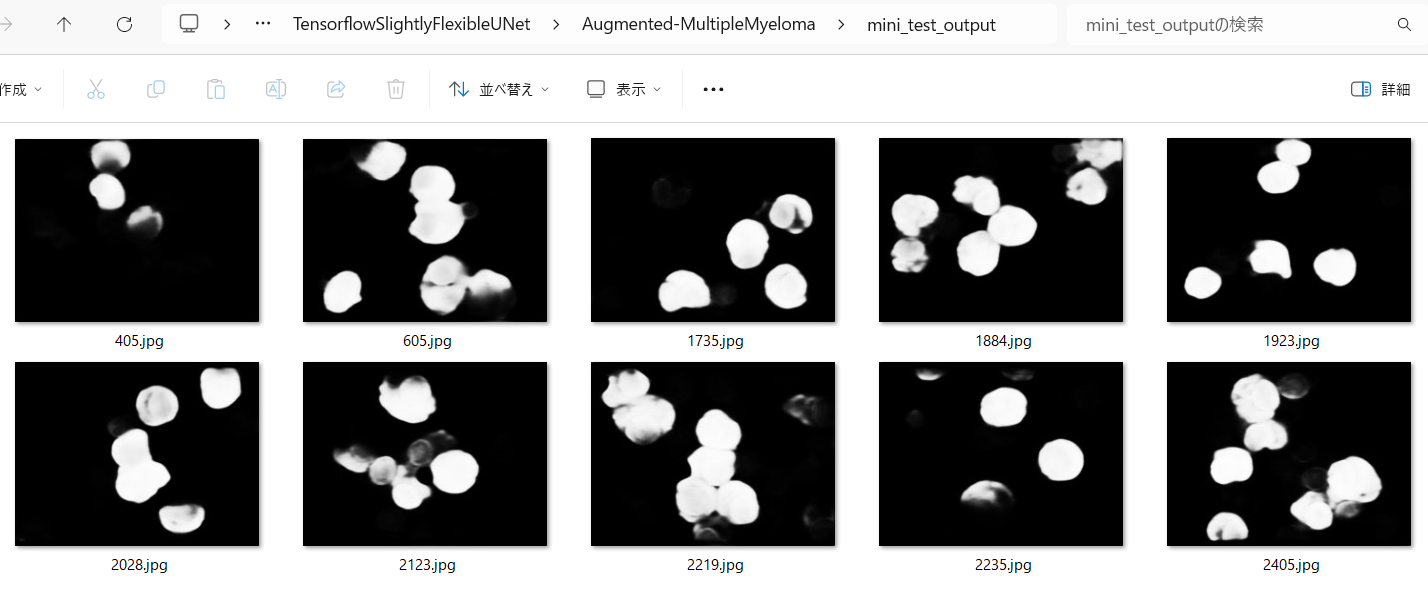 TensorflowSlightlyFlexibleUNet > Augmented-MultipleMyeloma > mini_test_output mini_test_outputの検索
作成 並べ替え 表示 詳細
405.jpg 605.jpg 1735.jpg 1884.jpg 1923.jpg
2028.jpg 2123.jpg 2219.jpg 2235.jpg 2405.jpg